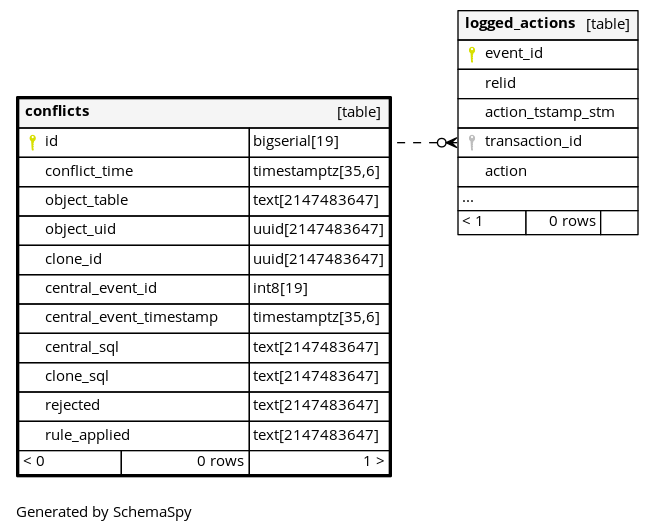 logged_actions [table]
event_id
relid
action_tstamp_stm
transaction_id
action
...
< 1 0 rows
conflicts [table]
id bigserial[19]
conflict_time timestamptz[35,6]
object_table text[2147483647]
object_uid uuid[2147483647]
clone_id uuid[2147483647]
central_event_id int8[19]
central_event_timestamp timestamptz[35,6]
central_sql text[2147483647]
clone_sql text[2147483647]
rejected text[2147483647]
rule_applied text[2147483647]
< 0 0 rows 1 >
Generated by SchemaSpy